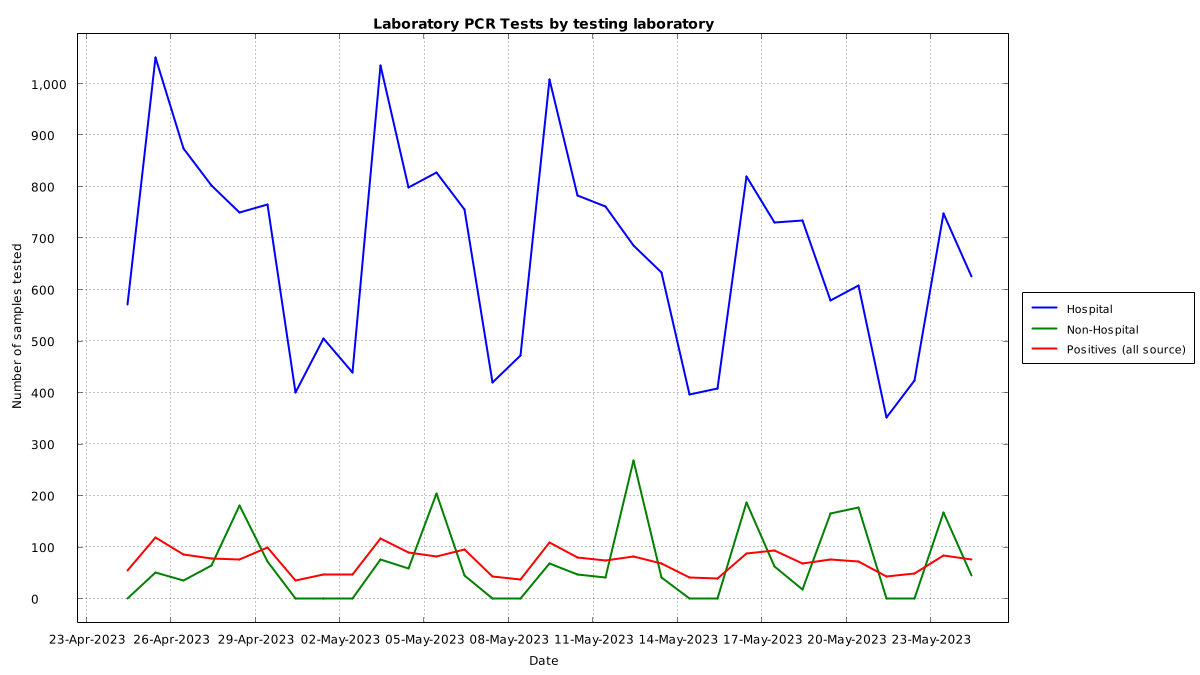 Laboratory PCR Tests by testing laboratory
1,000
900
800
700
600
500
400
300
200
100
0
Number of samples tested
23-Apr-2023 26-Apr-2023 29-Apr-2023 02-May-2023 05-May-2023 08-May-2023 11-May-2023 14-May-2023 17-May-2023 20-May-2023 23-May-2023
Date
Hospital
Non-Hospital
Positives (all source)